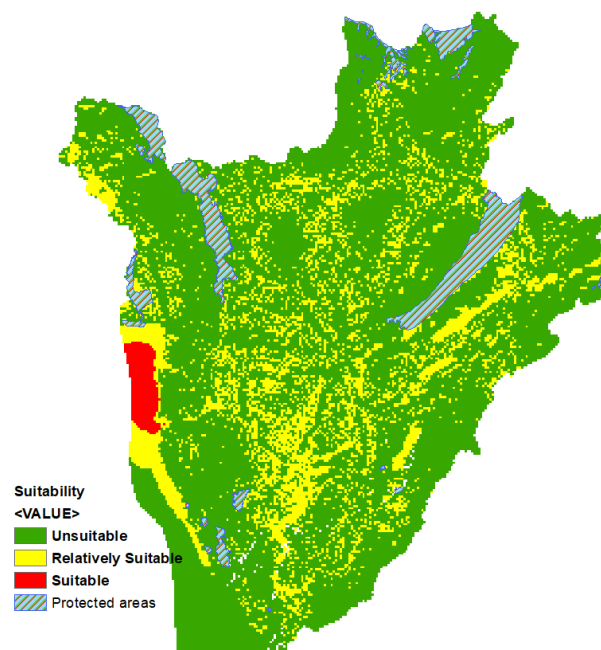 Suitability
<VALUE>
Unsuitable
Relatively Suitable
Suitable
Protected areas